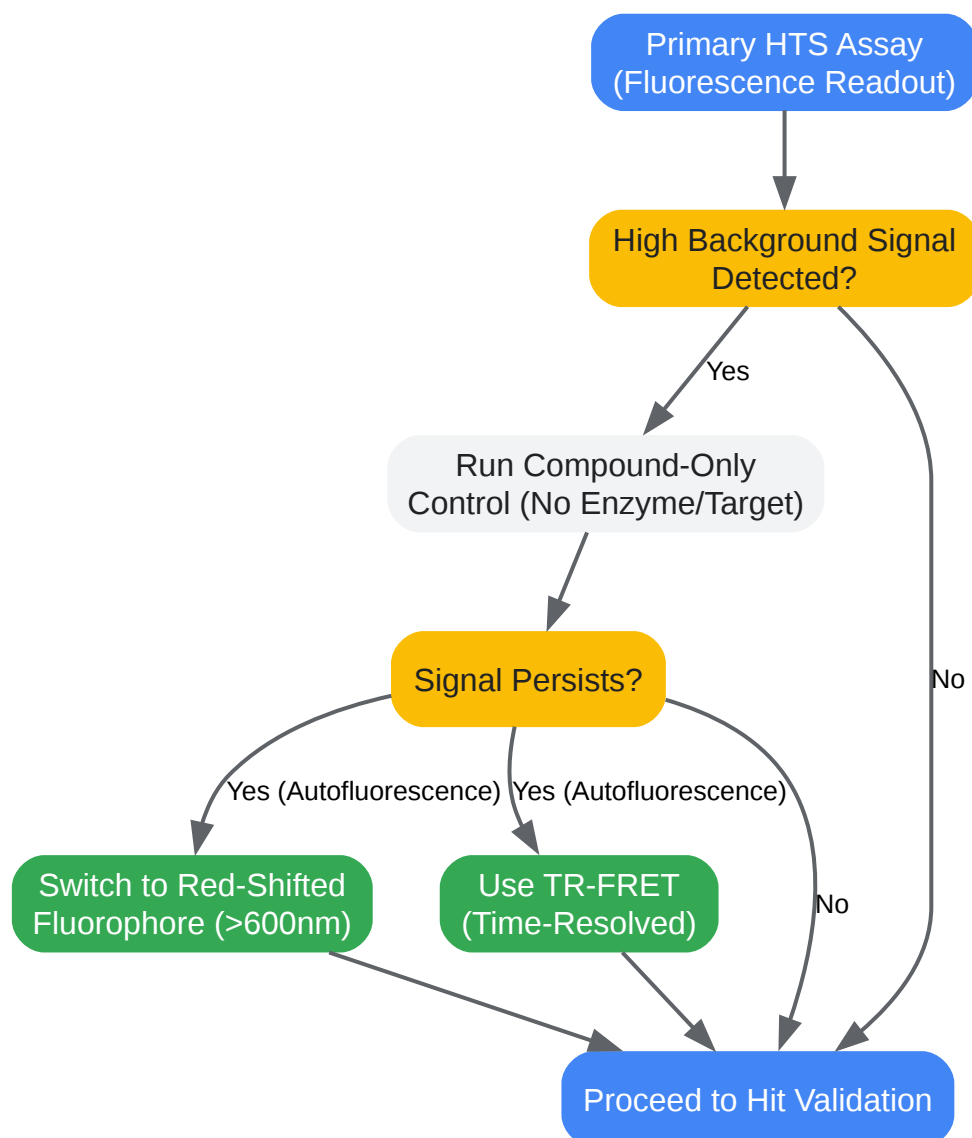 Primary HTS Assay
(Fluorescence Readout)
High Background Signal
Detected?
Yes
Run Compound-Only
Control (No Enzyme/Target)
Signal Persists?
No
Yes (Autofluorescence)
Yes (Autofluorescence)
Switch to Red-Shifted
Fluorophore (>600nm)
Use TR-FRET
(Time-Resolved)
No
Proceed to Hit Validation